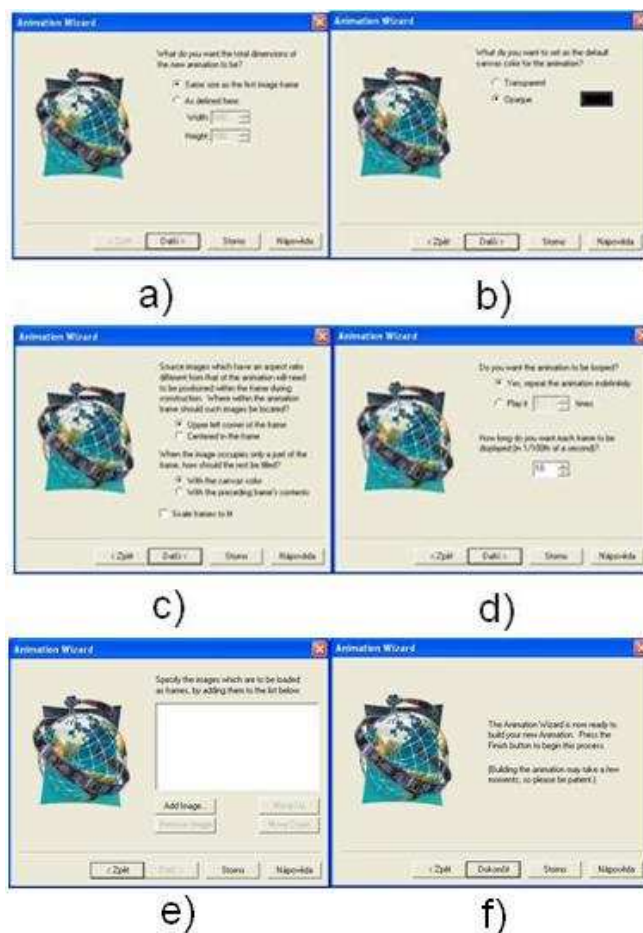 Animation Wizard
What do you want the total dimensions of
the new animation to be?
Same size as the first image frame
As defined here:
Width:
Height:
< Zpět
Další >
Storno
Nápověda
a)
Animation Wizard
What do you want to set as the default
canvas color for the animation?
Transparent
Opaque
< Zpět
Další >
Storno
Nápověda
b)
Animation Wizard
Source images which have an aspect ratio
different from that of the animation will need
to be positioned within the frame during
construction. Where within the animation
frame should such images be located?
Upper left corner of the frame
Centered in the frame
When the image occupies only a part of the
frame, how should the rest be filled?
With the canvas color
With the preceding frame's contents
Scale frames to fit
< Zpět
Další >
Storno
Nápověda
c)
Animation Wizard
Do you want the animation to be looped?
Yes, repeat the animation indefinitely
Play it
times
How long do you want each frame to be
displayed (in 1/100th of a second)?
10
< Zpět
Další >
Storno
Nápověda
d)
Animation Wizard
Specify the images which are to be loaded
as frames, by adding them to the list below.
Add Image...
Move Up
Remove Image
Move Down
< Zpět
Další >
Storno
Nápověda
e)
Animation Wizard
The Animation Wizard is now ready to
build your new Animation. Press the
Finish button to begin this process.
(Building the animation may take a few
moments, so please be patient.)
< Zpět
Dokončit
Storno
Nápověda
f)